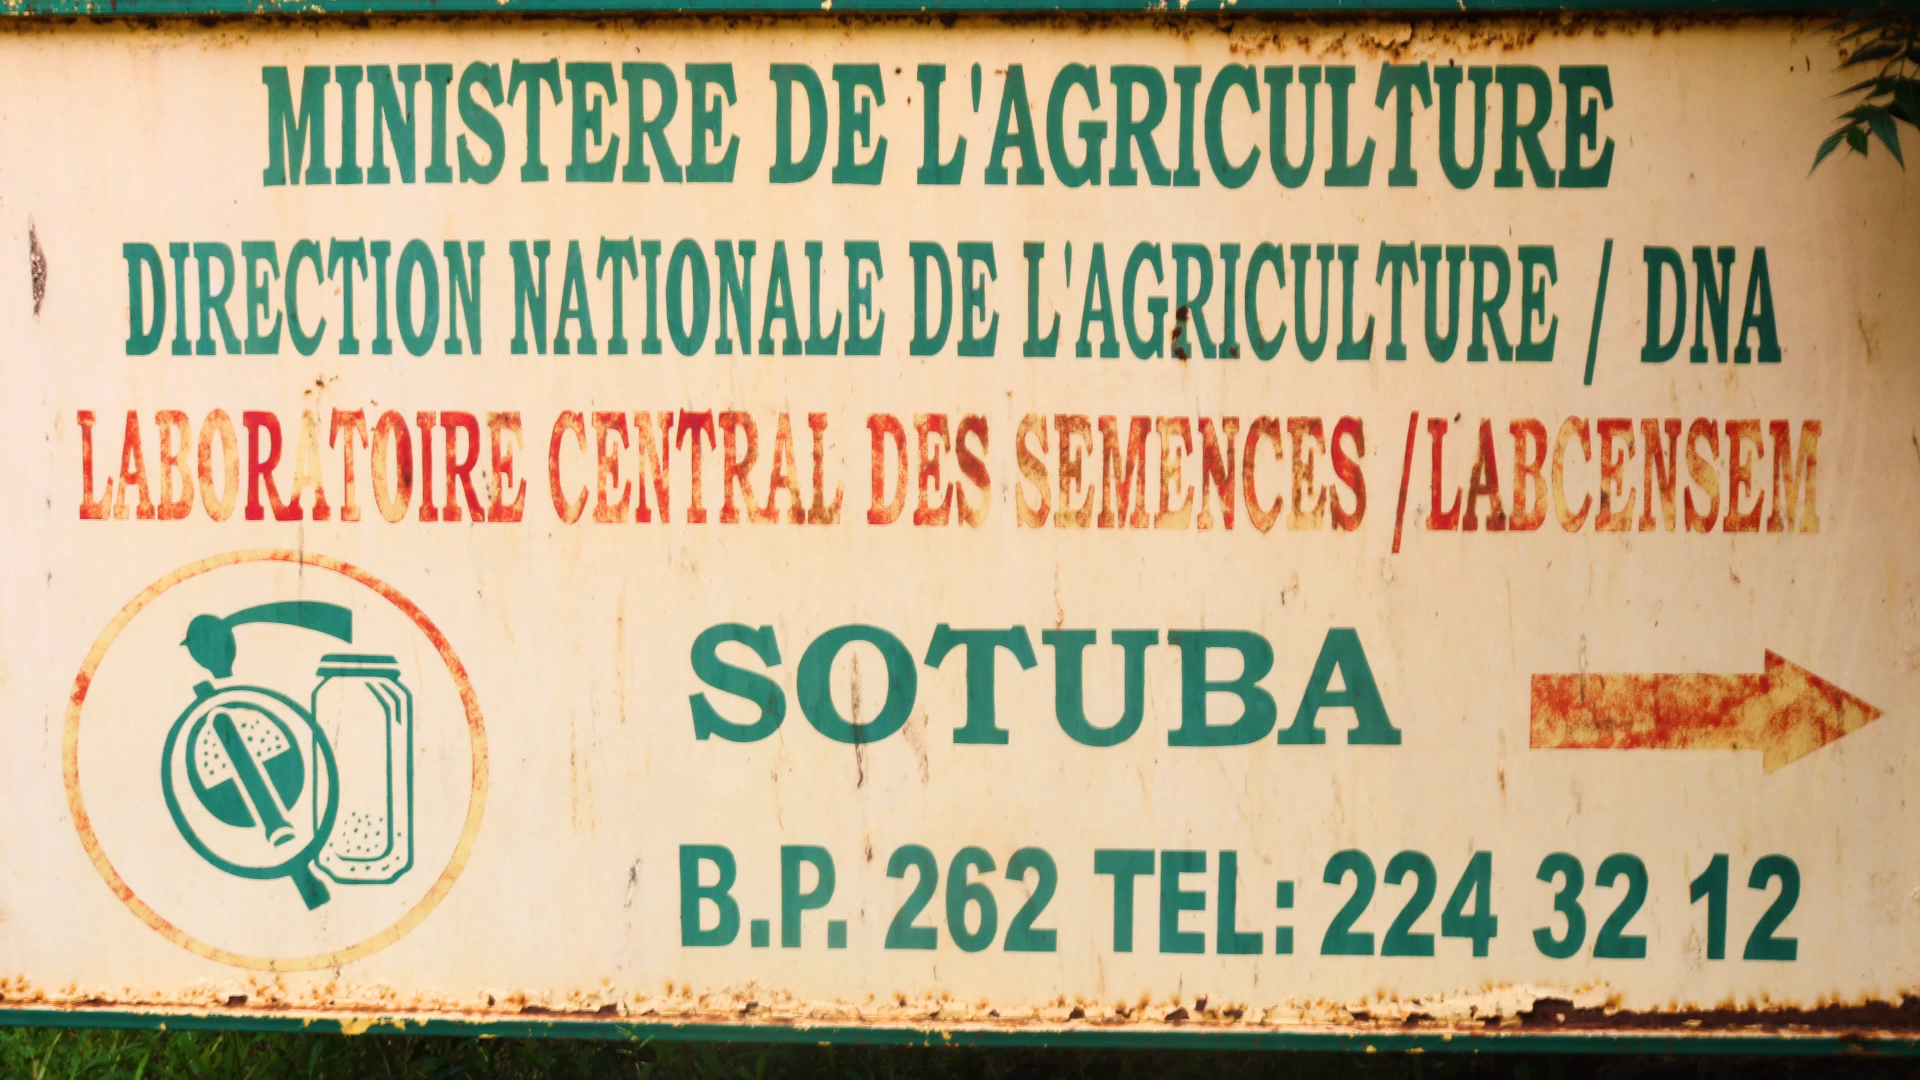 MINISTERE DE L'AGRICULTURE
DIRECTION NATIONALE DE L'AGRICULTURE / DNA
LABORATOIRE CENTRAL DES SEMENCES /LABCENSEM
SOTUBA
B.P. 262 TEL: 224 32 12